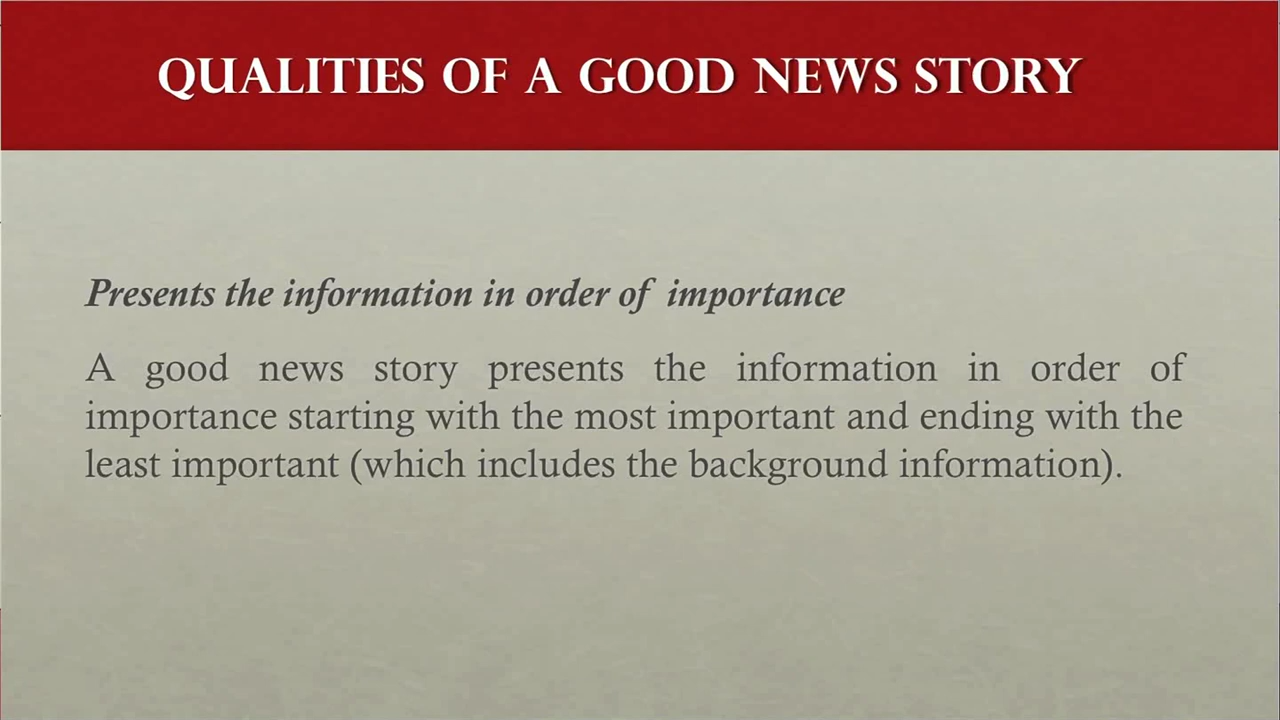 QUALITIES OF A GOOD NEWS STORY
Presents the information in order of importance
A good news story presents the information in order of
importance starting with the most important and ending with the
least important (which includes the background information).